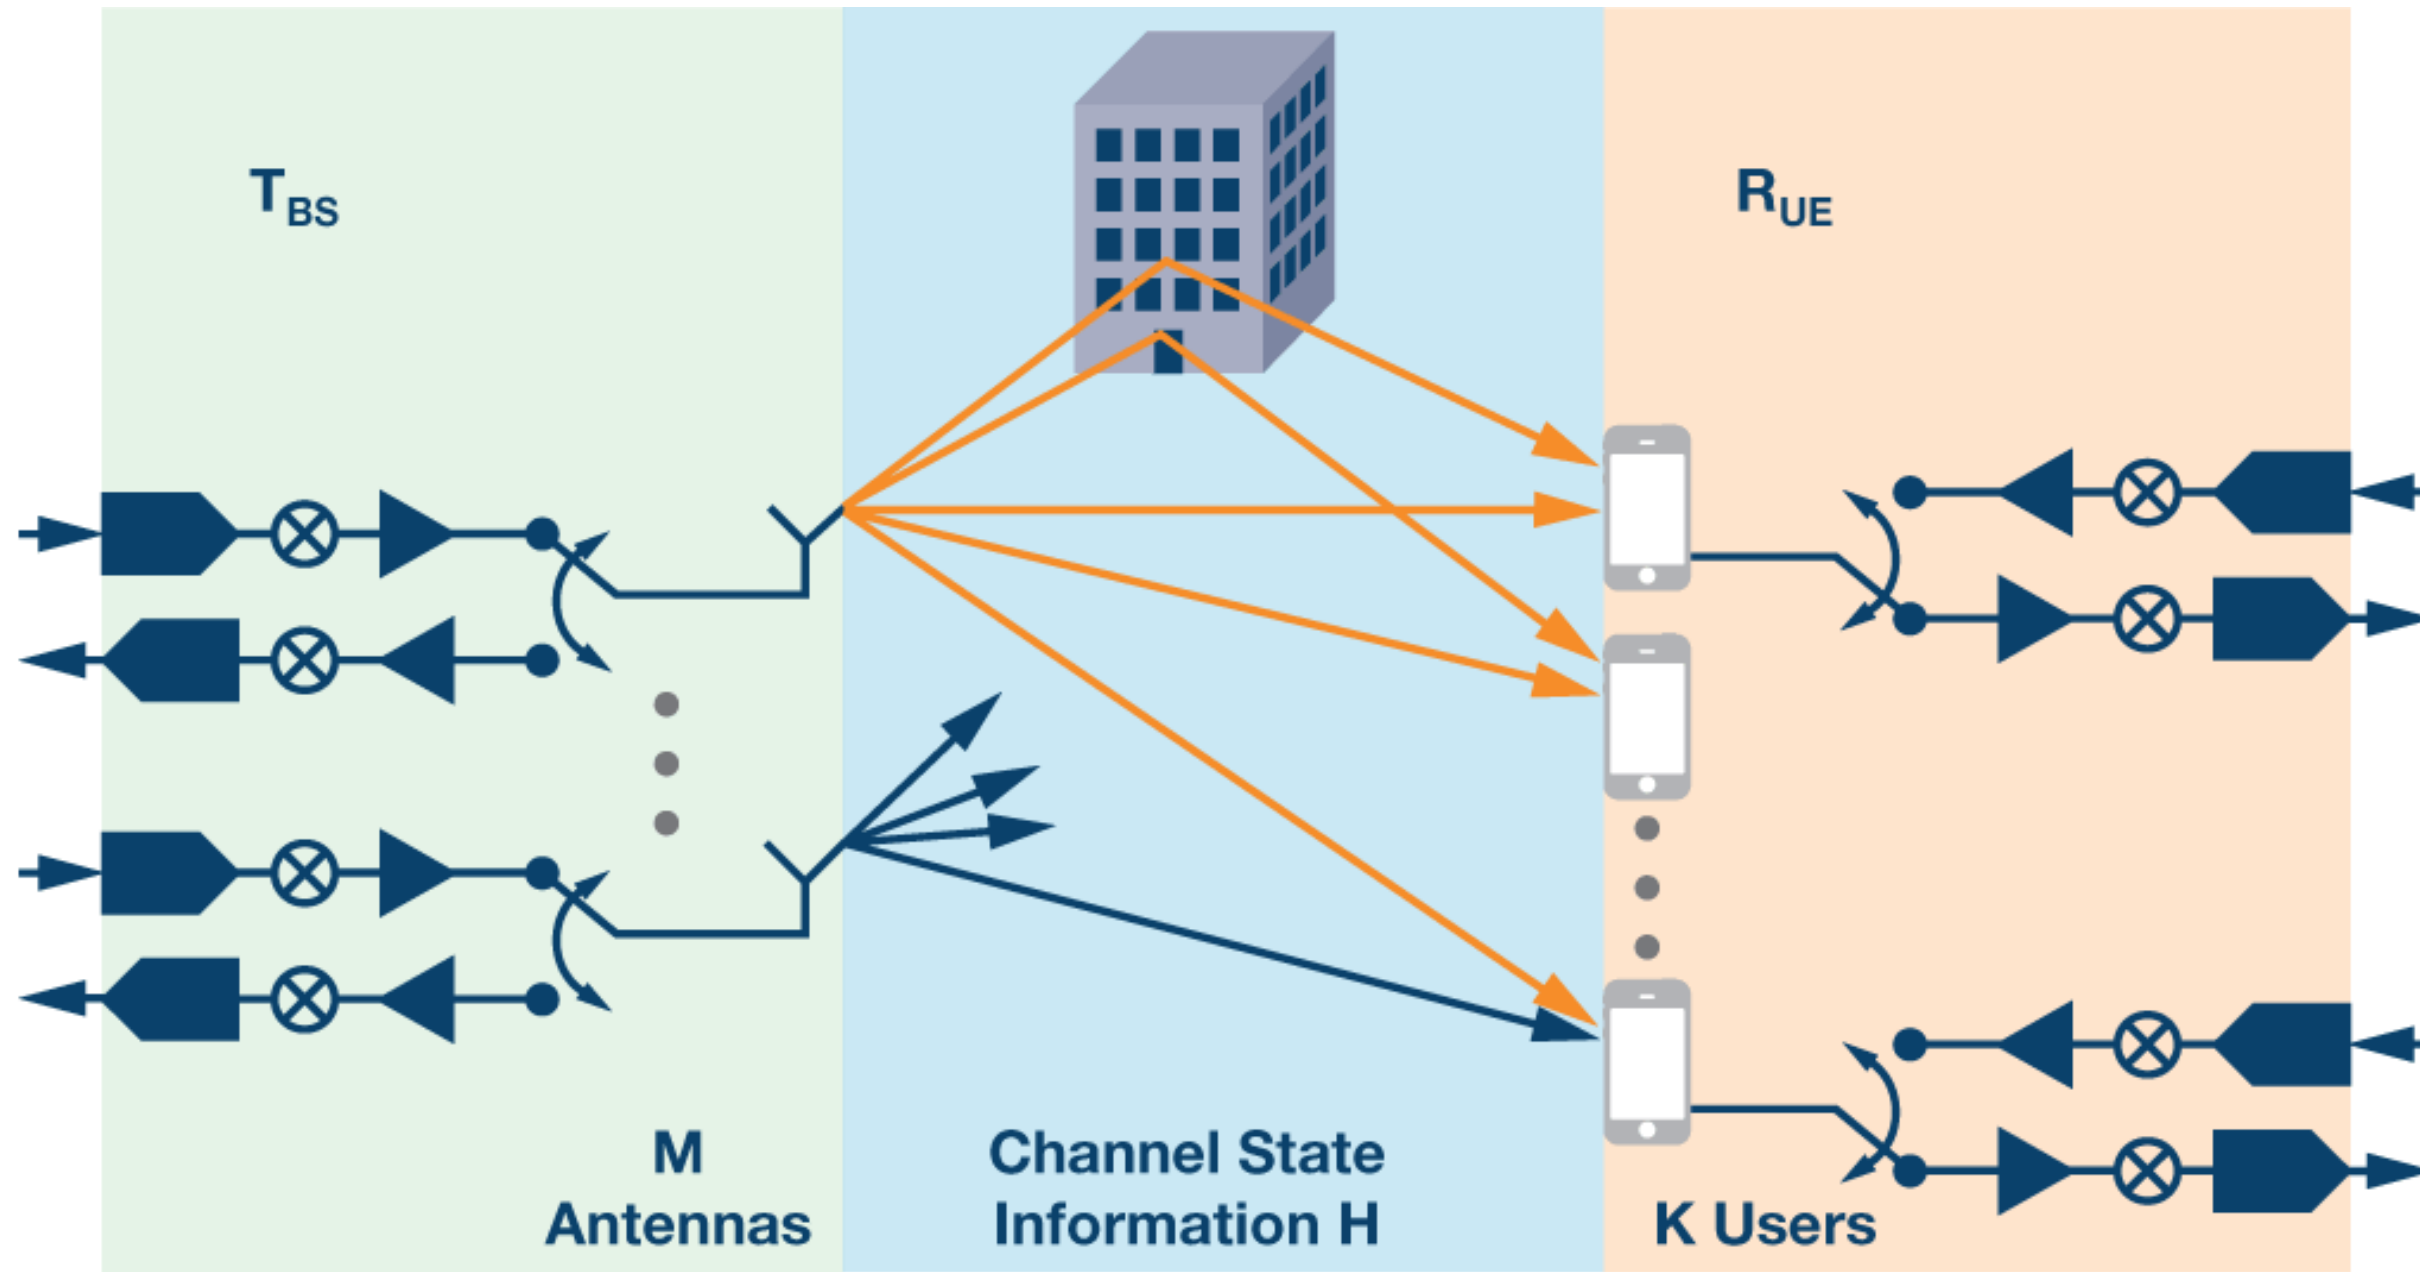 T_BS
R_UE
M
Antennas
Channel State
Information H
K Users